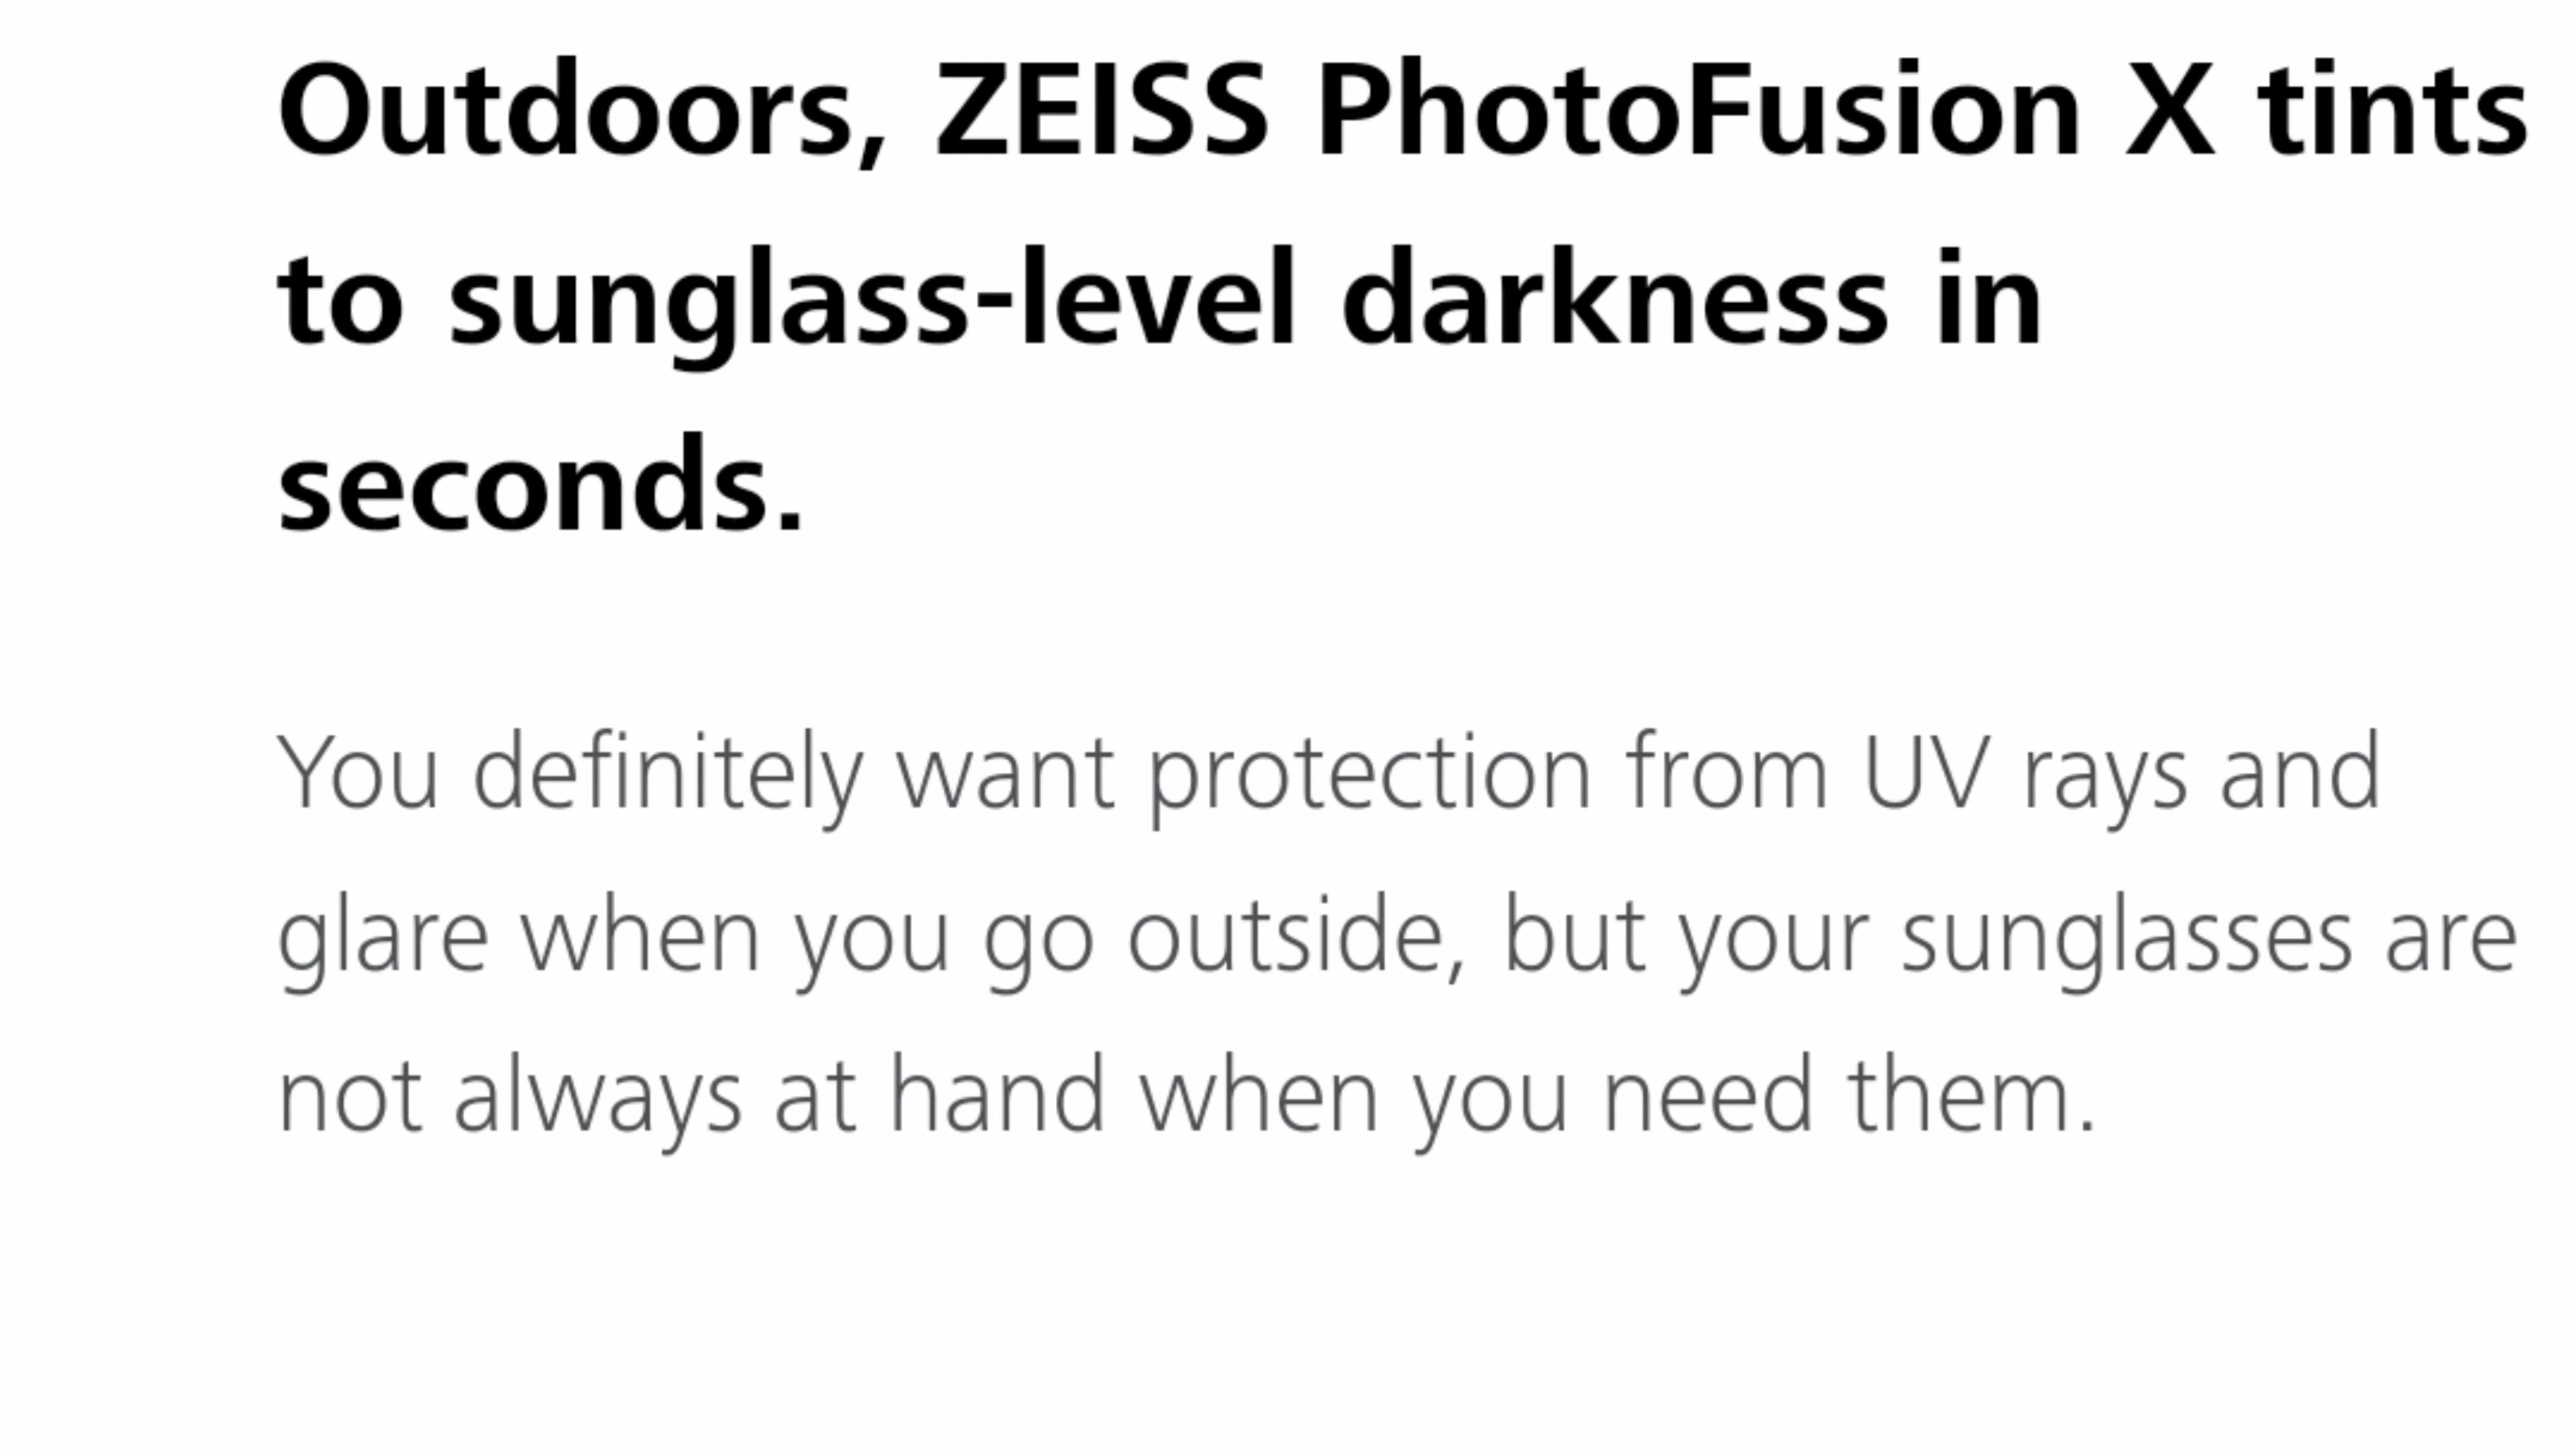 Outdoors, ZEISS PhotoFusion X tints
to sunglass-level darkness in
seconds.
You definitely want protection from UV rays and
glare when you go outside, but your sunglasses are
not always at hand when you need them.